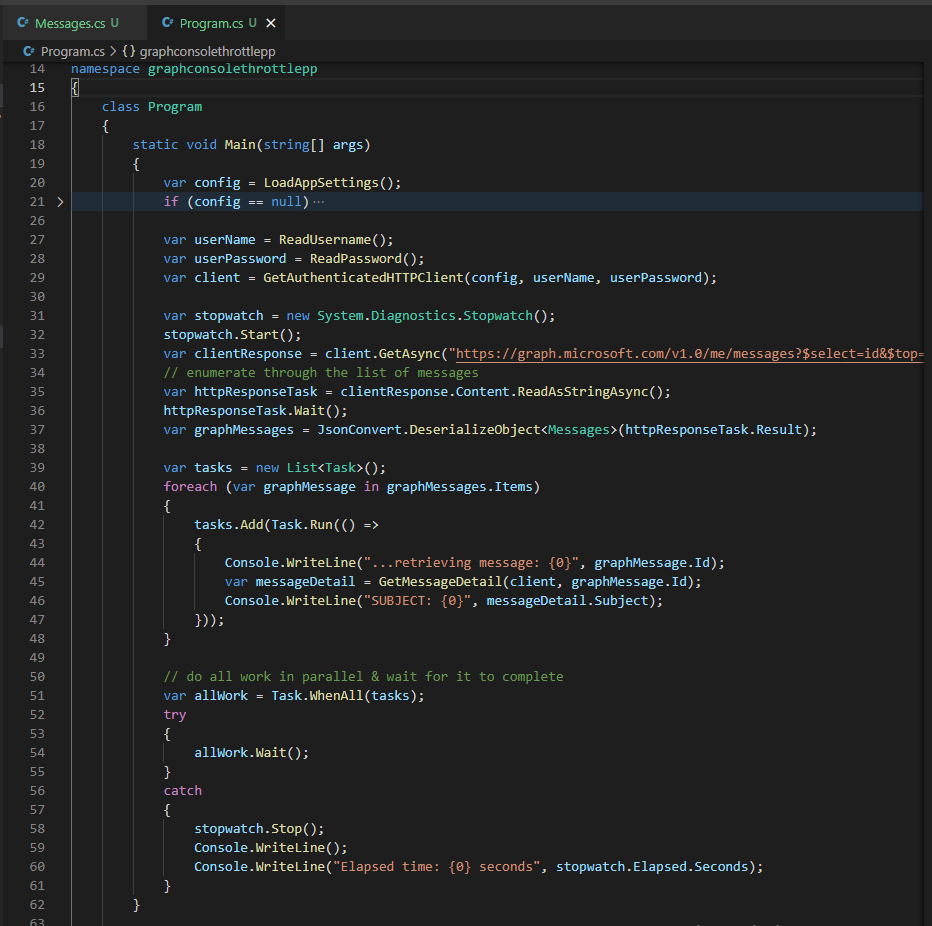 C# Messages.cs U C# Program.cs U ×
C# Program.cs > {} graphconsolethrottlepp
14 namespace graphconsolethrottlepp
15 {
16 class Program
17 {
18 static void Main(string[] args)
19 {
20 var config = LoadAppSettings();
21 > if (config == null)···
26
27 var userName = ReadUsername();
28 var userPassword = ReadPassword();
29 var client = GetAuthenticatedHTTPClient(config, userName, userPassword);
30
31 var stopwatch = new System.Diagnostics.Stopwatch();
32 stopwatch.Start();
33 var clientResponse = client.GetAsync("https://graph.microsoft.com/v1.0/me/messages?$select=id&$top=
34 // enumerate through the list of messages
35 var httpResponseTask = clientResponse.Content.ReadAsStringAsync();
36 httpResponseTask.Wait();
37 var graphMessages = JsonConvert.DeserializeObject<Messages>(httpResponseTask.Result);
38
39 var tasks = new List<Task>();
40 foreach (var graphMessage in graphMessages.Items)
41 {
42 tasks.Add(Task.Run(() =>
43 {
44 Console.WriteLine("...retrieving message: {0}", graphMessage.Id);
45 var messageDetail = GetMessageDetail(client, graphMessage.Id);
46 Console.WriteLine("SUBJECT: {0}", messageDetail.Subject);
47 }));
48 }
49
50 // do all work in parallel & wait for it to complete
51 var allWork = Task.WhenAll(tasks);
52 try
53 {
54 allWork.Wait();
55 }
56 catch
57 {
58 stopwatch.Stop();
59 Console.WriteLine();
60 Console.WriteLine("Elapsed time: {0} seconds", stopwatch.Elapsed.Seconds);
61 }
62 }
63